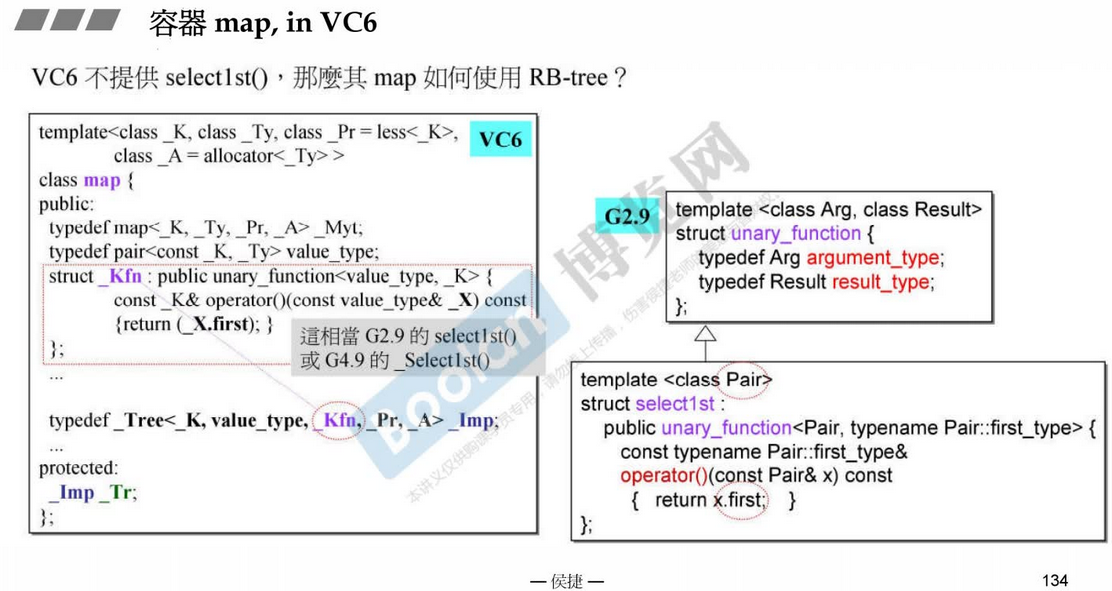 容器 map, in VC6
VC6 不提供 select1st()，那麼其 map 如何使用 RB-tree？
template<class _K, class _Ty, class _Pr = less<_K>,
class _A = allocator<_Ty> >
VC6
class map {
public:
typedef map<_K, _Ty, _Pr, _A> _Myt;
typedef pair<const _K, _Ty> value_type;
struct _Kfn : public unary_function<value_type, _K> {
const _K& operator()(const value_type& _X) const
{return (_X.first); }
};
這相當 G2.9 的 select1st()
或 G4.9 的 _Select1st()
...
typedef _Tree<_K, value_type, _Kfn, _Pr, _A> _Imp;
...
protected:
_Imp _Tr;
};
G2.9
template <class Arg, class Result>
struct unary_function {
typedef Arg argument_type;
typedef Result result_type;
};
template <class Pair>
struct select1st :
public unary_function<Pair, typename Pair::first_type> {
const typename Pair::first_type&
operator()(const Pair& x) const
{ return x.first; }
};
Boolan
博览网
本讲义仅供购课学员专用，请勿线上传播，伤害侯捷老师
— 侯捷 —
134